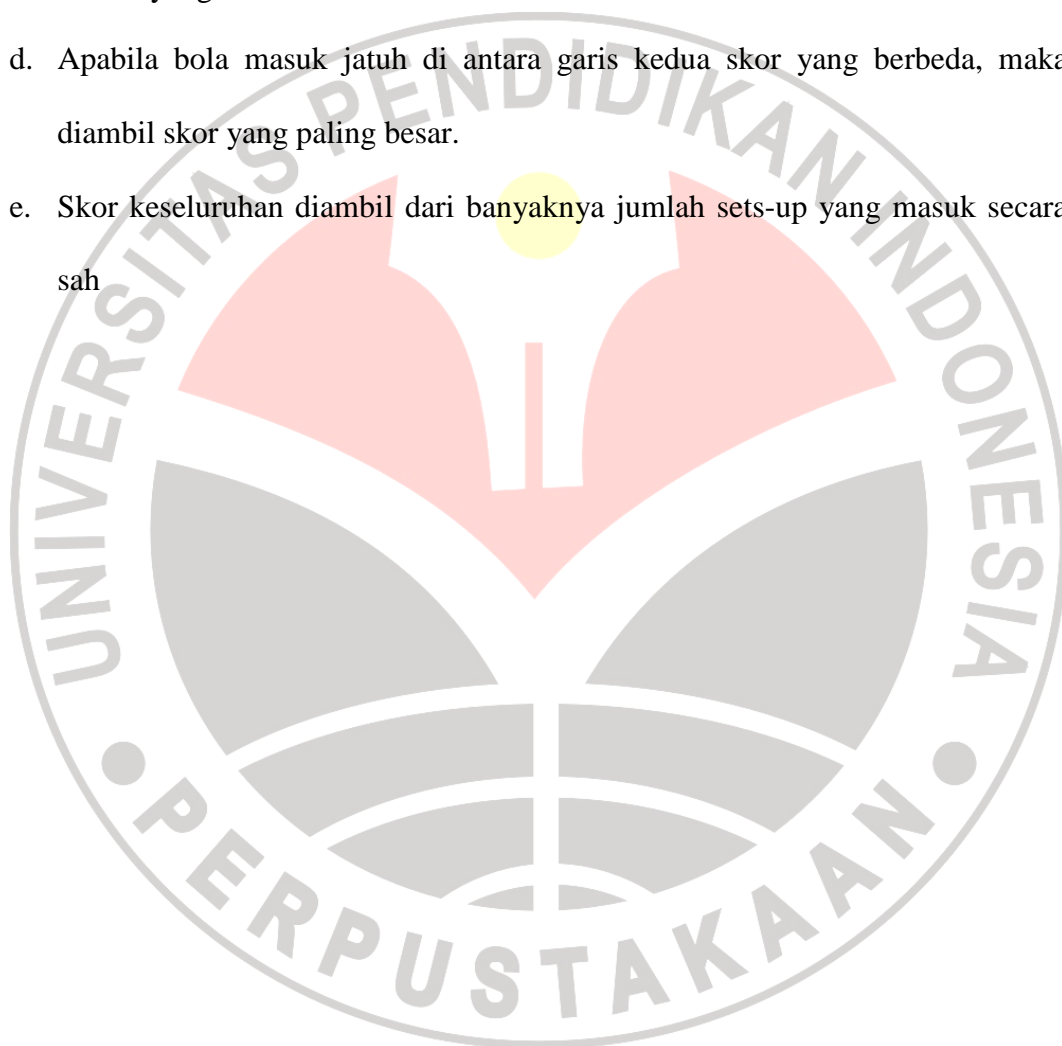 d. Apabila bola masuk jatuh di antara garis kedua skor yang berbeda, maka
diambil skor yang paling besar.
e. Skor keseluruhan diambil dari banyaknya jumlah sets-up yang masuk secara
sah
UNIVERSITAS PENDIDIKAN INDONESIA
PERPUSTAKAAN